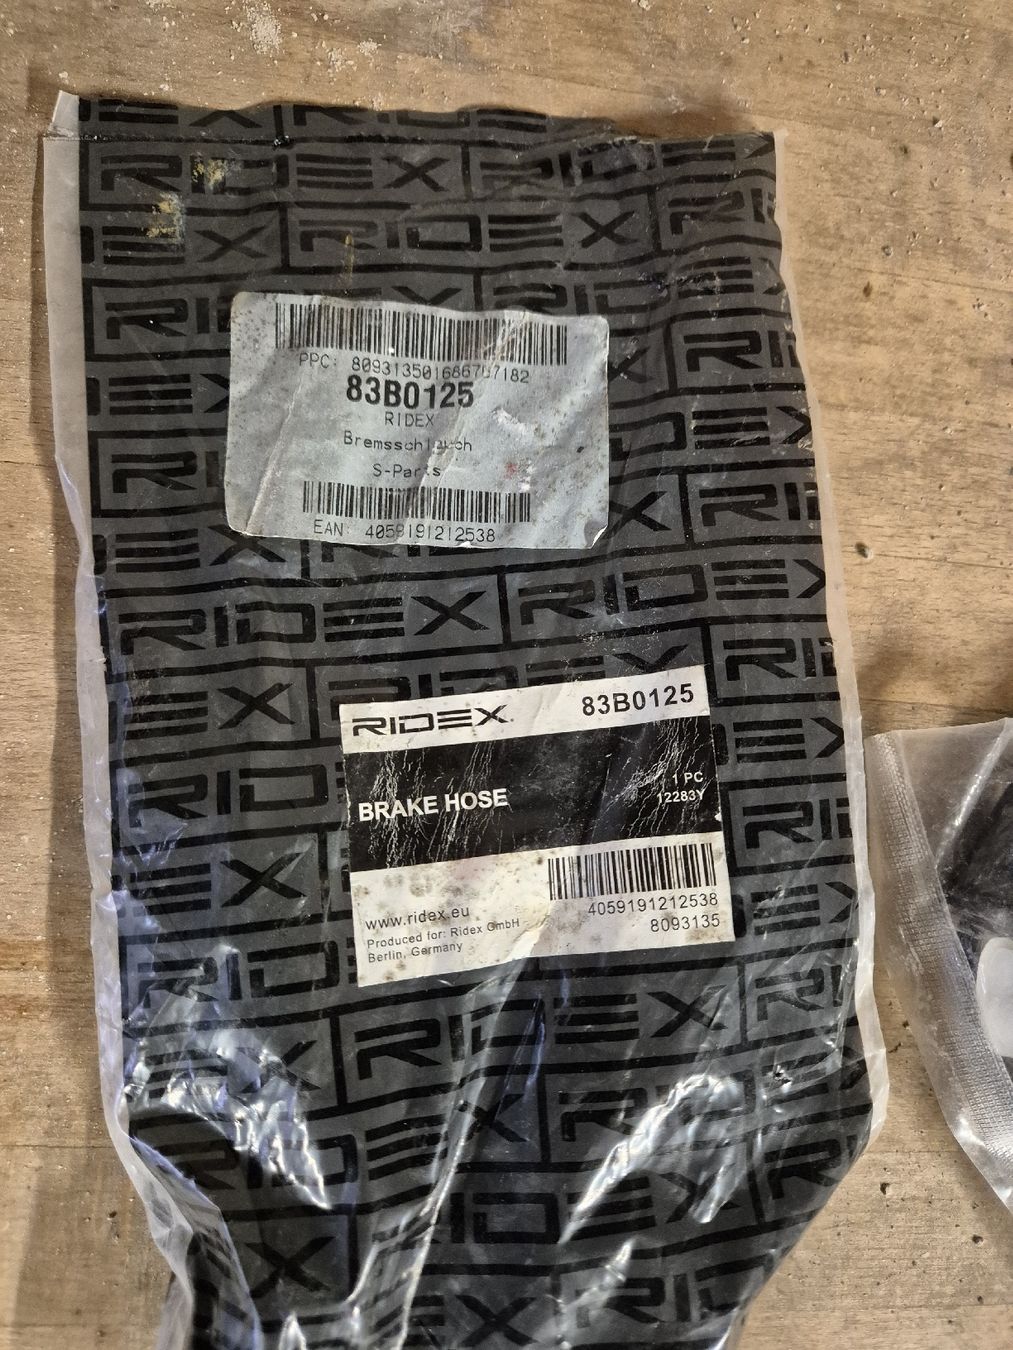 PPC: 809313501686767182
83B0125
RIDEX
Bremsschlauch
S-Parts
EAN: 4059191212538
RIDEX 83B0125
BRAKE HOSE
1 PC
12283Y
www.ridex.eu
Produced for: Ridex GmbH
Berlin, Germany
4059191212538
8093135